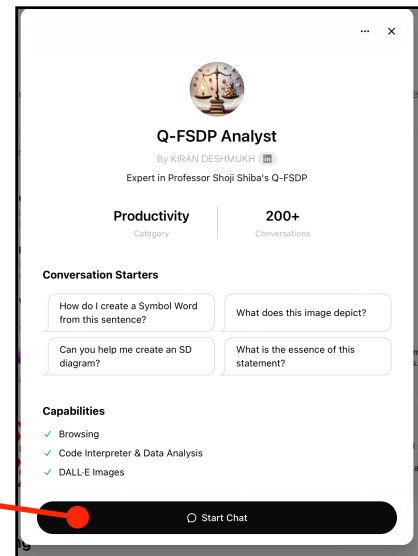 Q-FSDP Analyst
By KIRAN DESHMUKH in
Expert in Professor Shoji Shiba's Q-FSDP
Productivity
Category
200+
Conversations
Conversation Starters
How do I create a Symbol Word
from this sentence?
What does this image depict?
Can you help me create an SD
diagram?
What is the essence of this
statement?
Capabilities
Browsing
Code Interpreter & Data Analysis
DALL·E Images
Start Chat